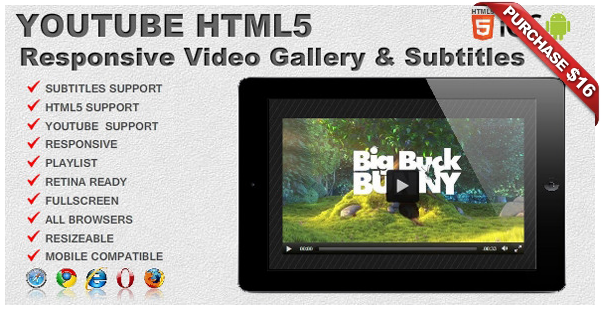 YOUTUBE HTML5
HTML
iOS
PURCHASE $16
Responsive Video Gallery & Subtitles
SUBTITLES SUPPORT
HTML5 SUPPORT
YOUTUBE SUPPORT
RESPONSIVE
PLAYLIST
RETINA READY
FULLSCREEN
ALL BROWSERS
RESIZEABLE
MOBILE COMPATIBLE
Big Buck
BUNNY
00:00
00:33